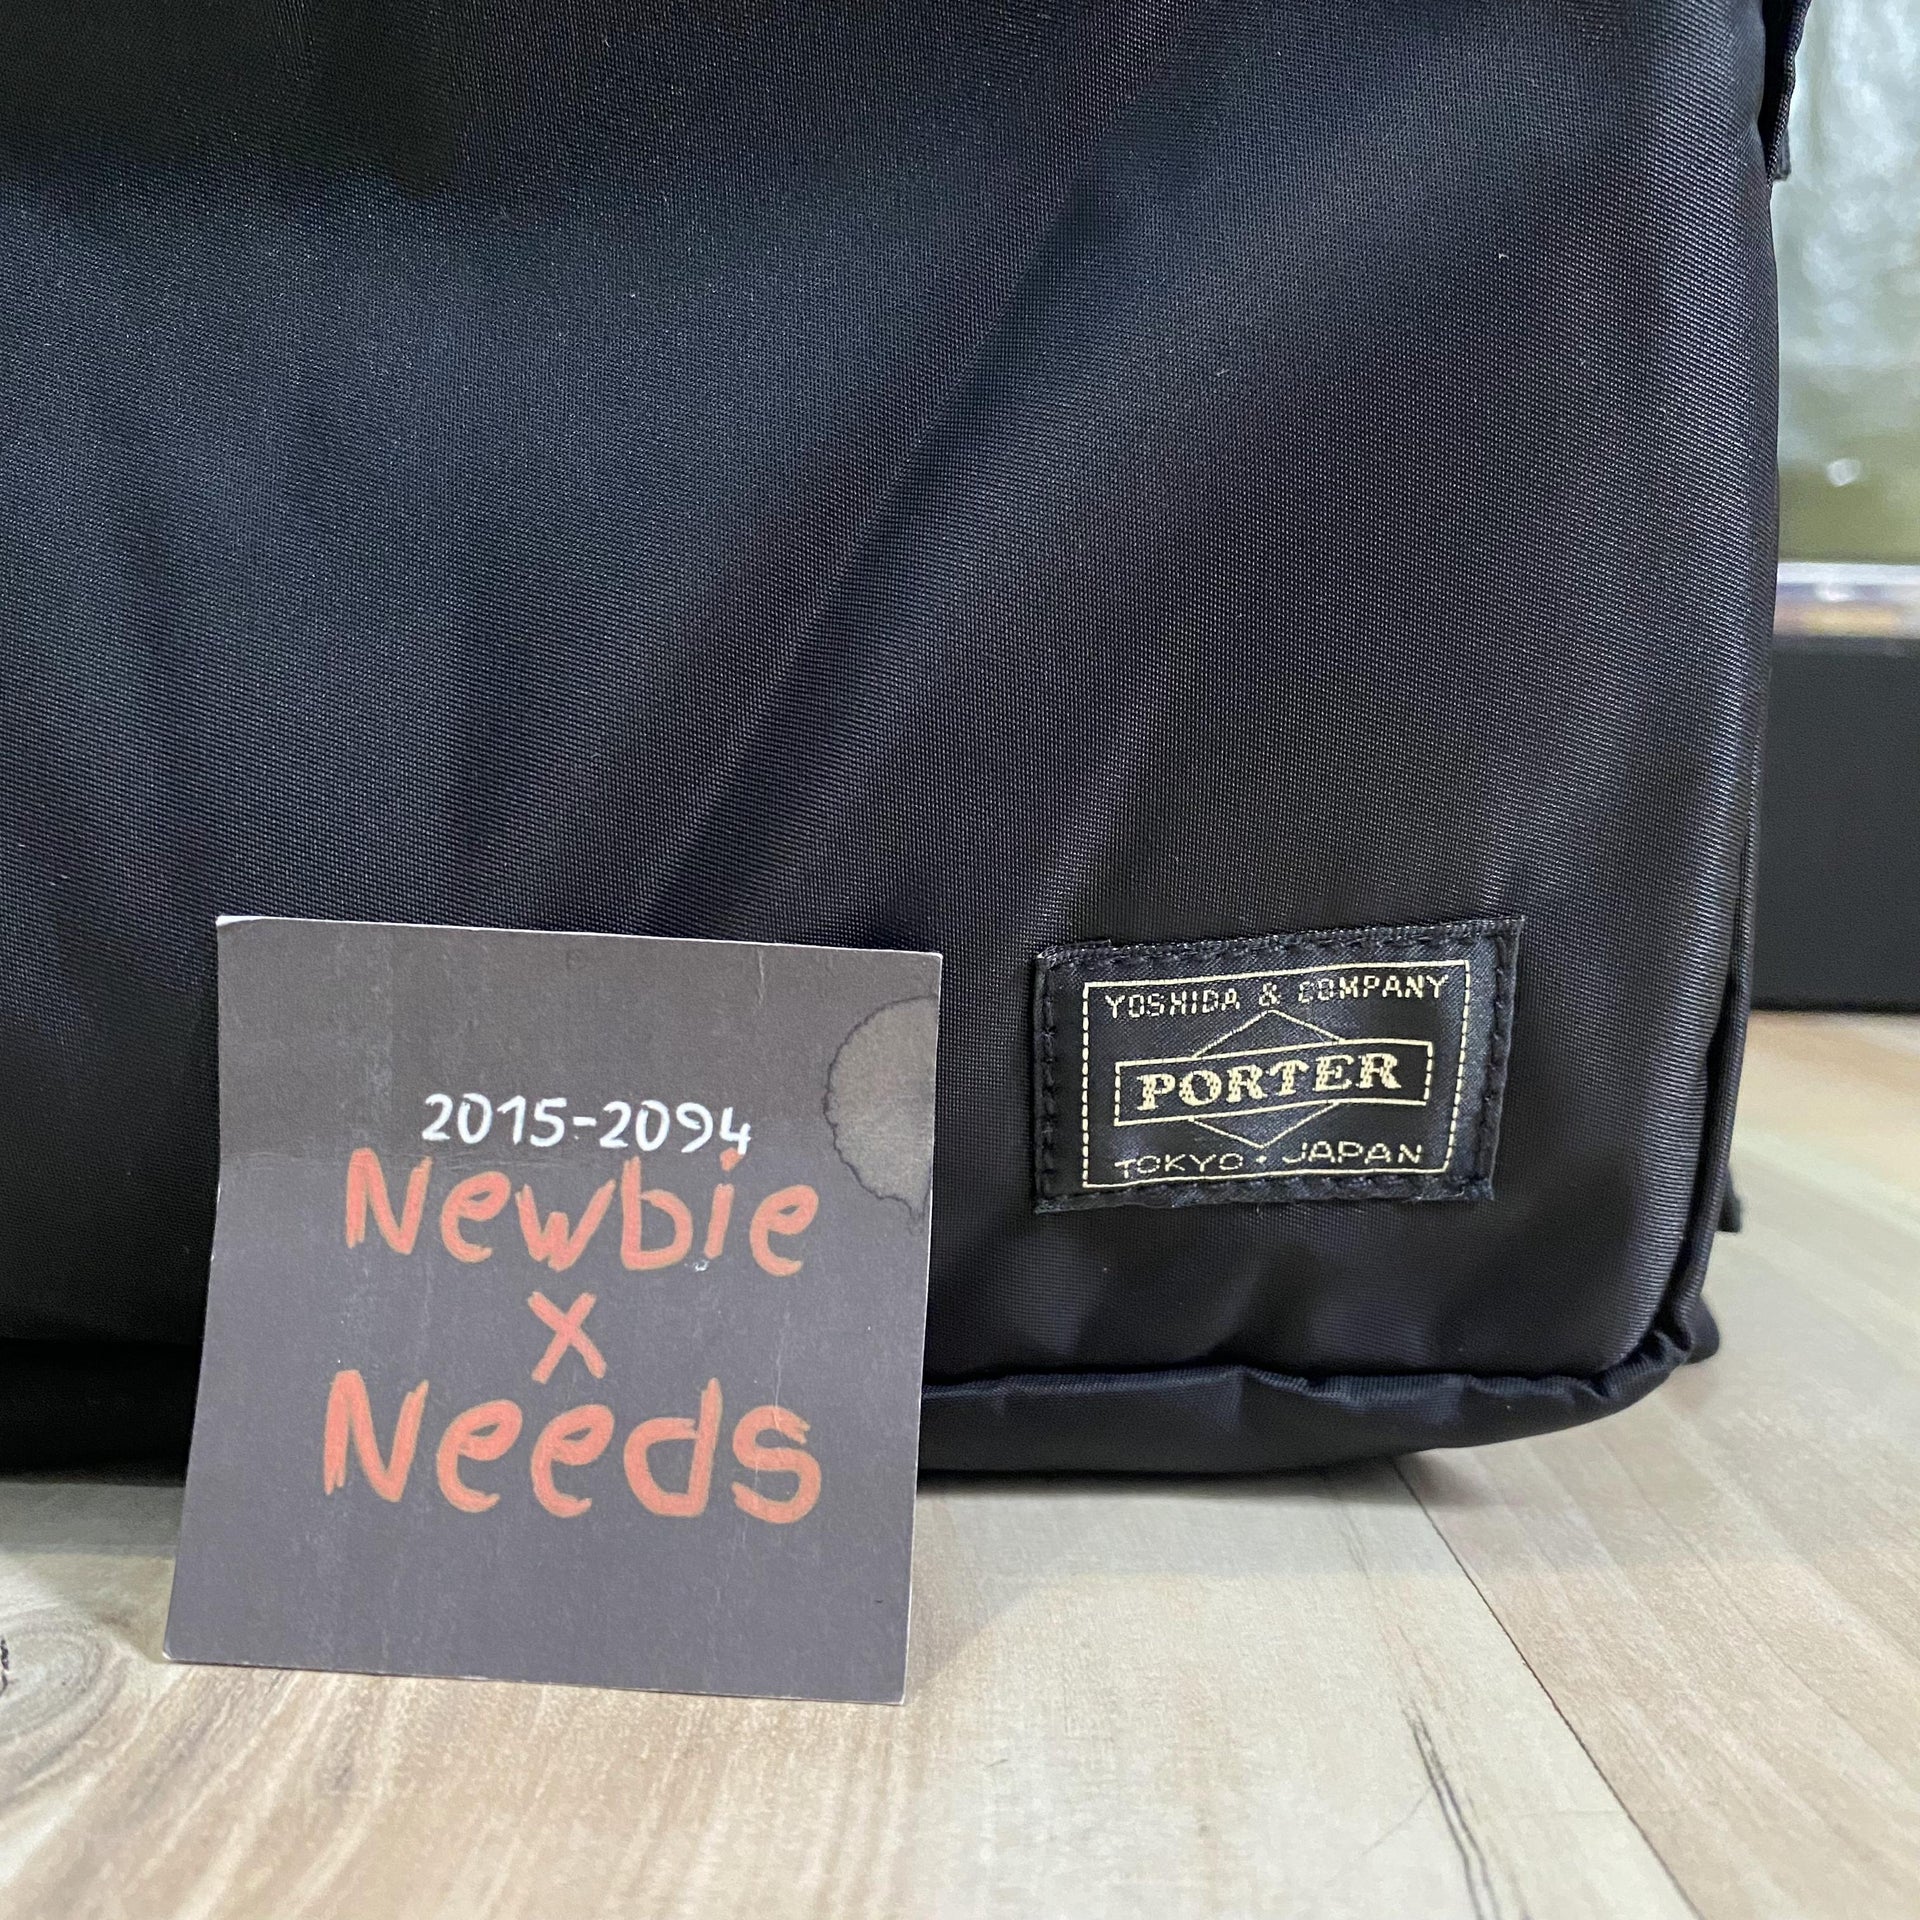 2015-2094
Newbie
x
Needs
YOSHIDA & COMPANY
PORTER
TOKYO · JAPAN